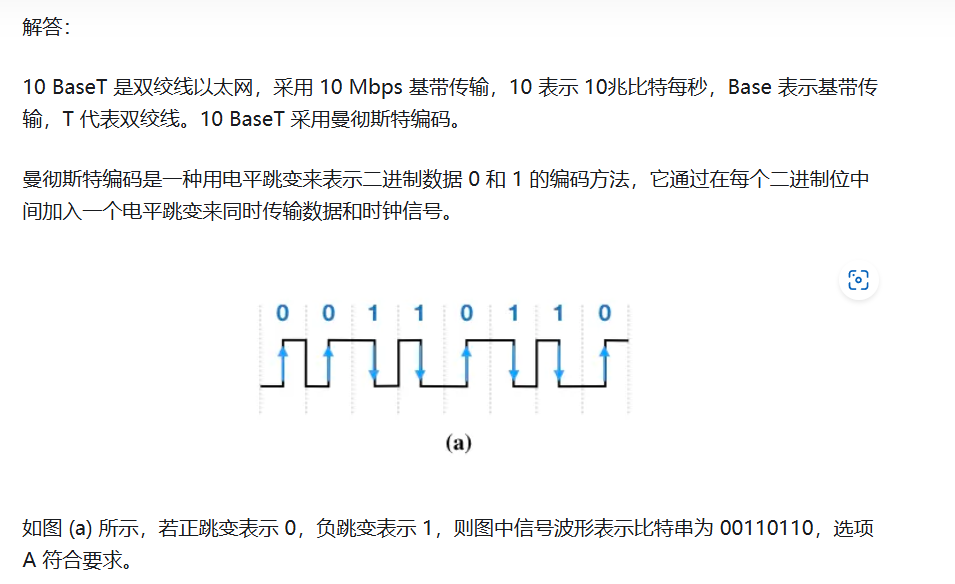 解答：
10 BaseT 是双绞线以太网，采用 10 Mbps 基带传输，10 表示 10兆比特每秒，Base 表示基带传
输，T 代表双绞线。10 BaseT 采用曼彻斯特编码。
曼彻斯特编码是一种用电平跳变来表示二进制数据 0 和 1 的编码方法，它通过在每个二进制位中
间加入一个电平跳变来同时传输数据和时钟信号。
0 0 1 1 0 1 1 0
(a)
如图 (a) 所示，若正跳变表示 0，负跳变表示 1，则图中信号波形表示比特串为 00110110，选项
A 符合要求。